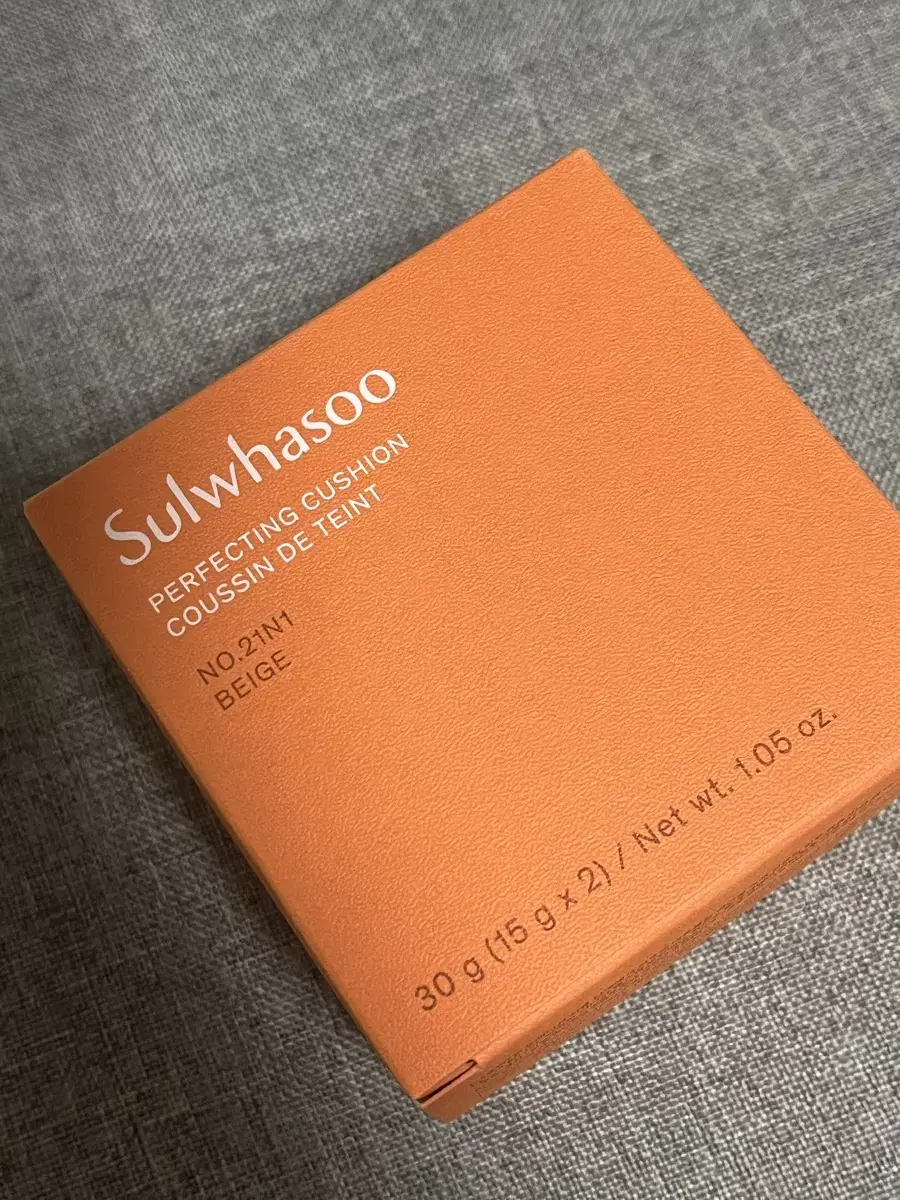 Sulwhasoo
PERFECTING CUSHION
COUSSIN DE TEINT
NO.21N1
BEIGE
30 g (15 g x 2) / Net wt. 1.05 oz.